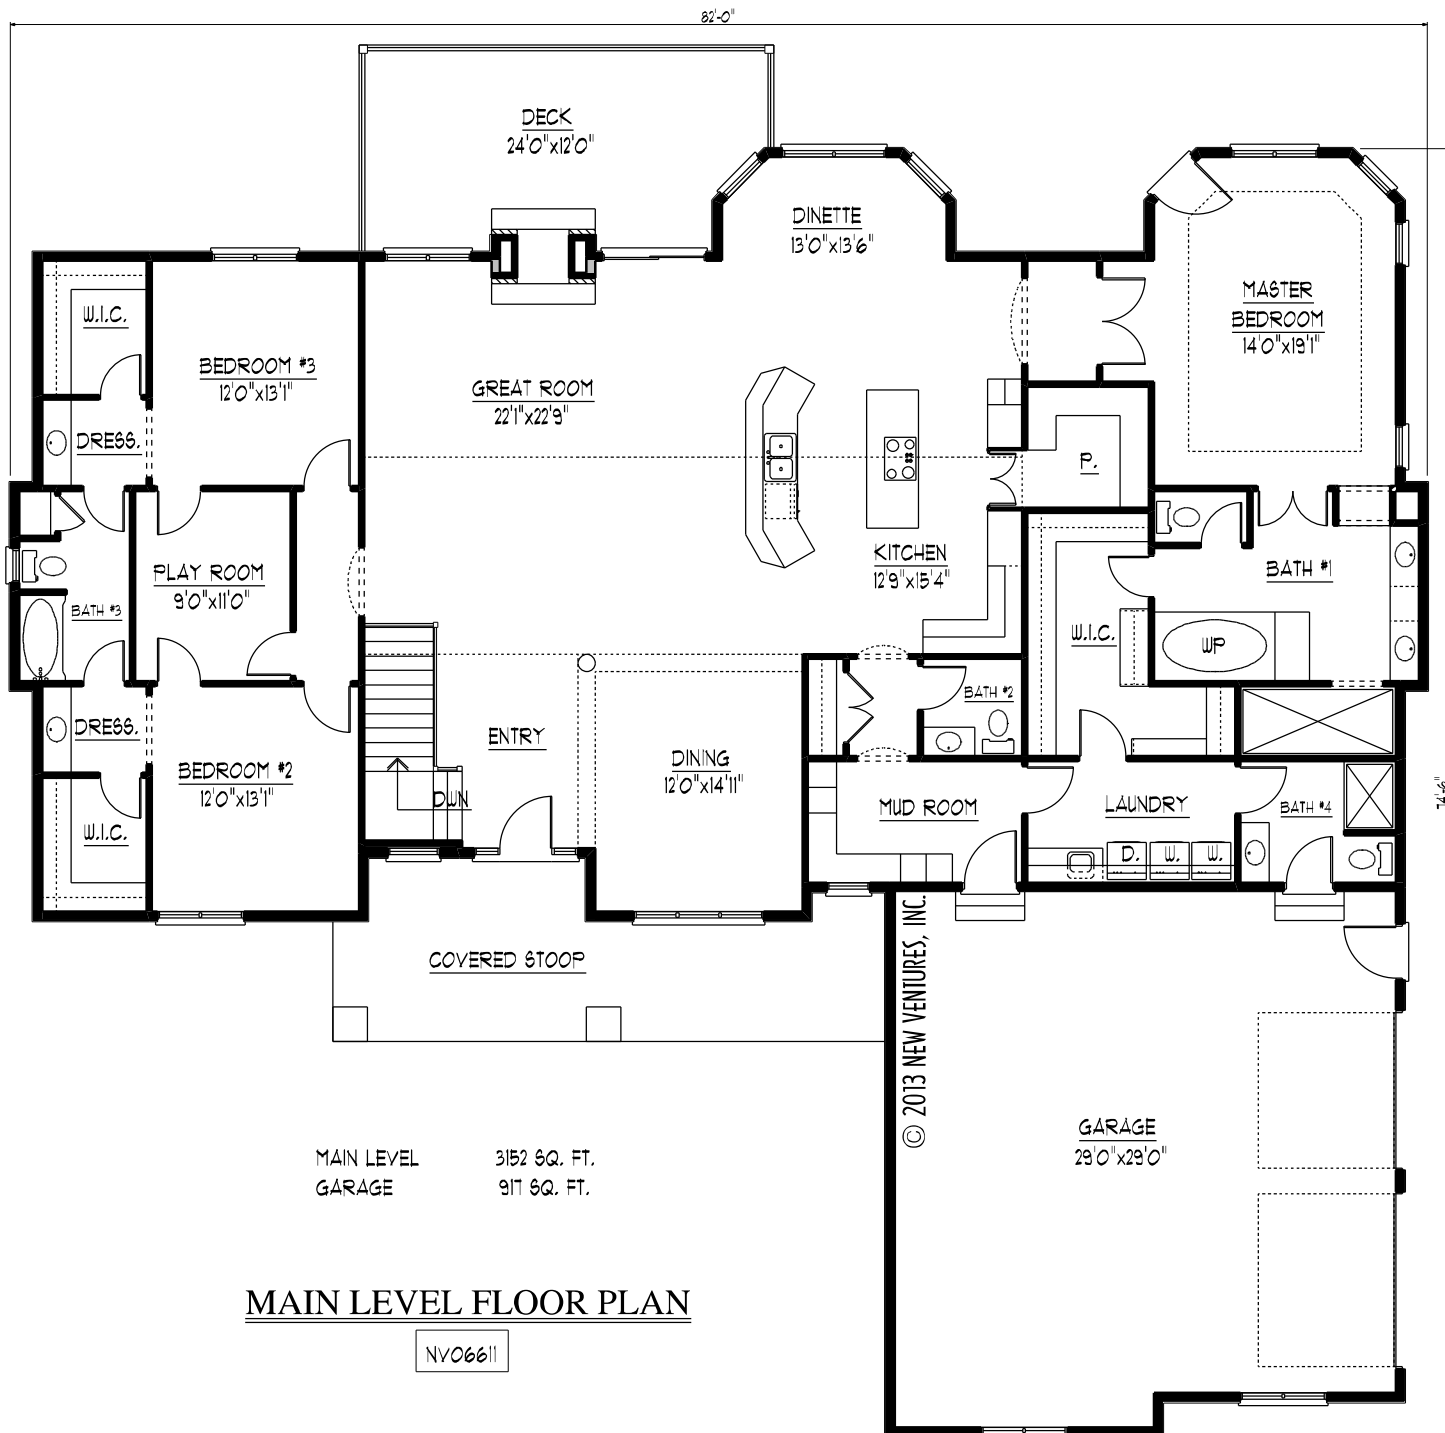 82'-0"
DECK
24'0"x12'0"
DINETTE
13'0"x13'6"
W.I.C.
MASTER
BEDROOM
14'0"x19'1"
BEDROOM #3
12'0"x13'1"
GREAT ROOM
22'1"x22'9"
DRESS.
P.
KITCHEN
12'9"x15'4"
BATH #1
PLAY ROOM
9'0"x11'0"
BATH #3
W.I.C.
WP
BATH #2
DRESS.
ENTRY
DINING
12'0"x14'11"
BEDROOM #2
12'0"x13'1"
DWN
MUD ROOM
LAUNDRY
BATH #4
74'-6"
W.I.C.
D.
W.
W.
COVERED STOOP
© 2013 NEW VENTURES, INC.
GARAGE
29'0"x29'0"
MAIN LEVEL 3152 SQ. FT.
GARAGE 917 SQ. FT.
MAIN LEVEL FLOOR PLAN
NV06611